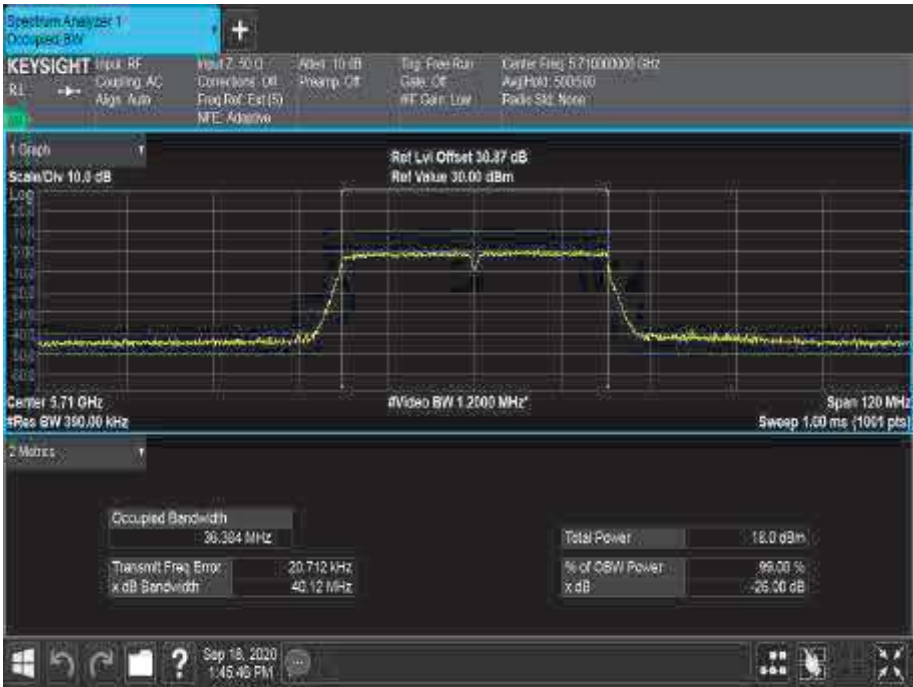 Spectrum Analyzer 1
Occupied BW
+
KEYSIGHT
Input: RF
Coupling: AC
Align: Auto
Input Z: 50 Ω
Corrections: Off
Freq Ref: Ext (S)
NFE: Adaptive
Atten: 10 dB
Preamp: Off
Trig: Free Run
Gate: Off
#IF Gain: Low
Center Freq: 5.710000000 GHz
Avg|Hold: 500/500
Radio Std: None
1 Graph
Scale/Div 10.0 dB
Ref Lvl Offset 30.87 dB
Ref Value 30.00 dBm
Log
Center 5.71 GHz
#Res BW 390.00 kHz
#Video BW 1.2000 MHz*
Span 120 MHz
Sweep 1.00 ms (1001 pts)
2 Metrics
Occupied Bandwidth
36.384 MHz
Transmit Freq Error 20.712 kHz
x dB Bandwidth 40.12 MHz
Total Power 18.0 dBm
% of OBW Power 99.00 %
x dB -26.00 dB
?
Sep 18, 2020
1:45:46 PM